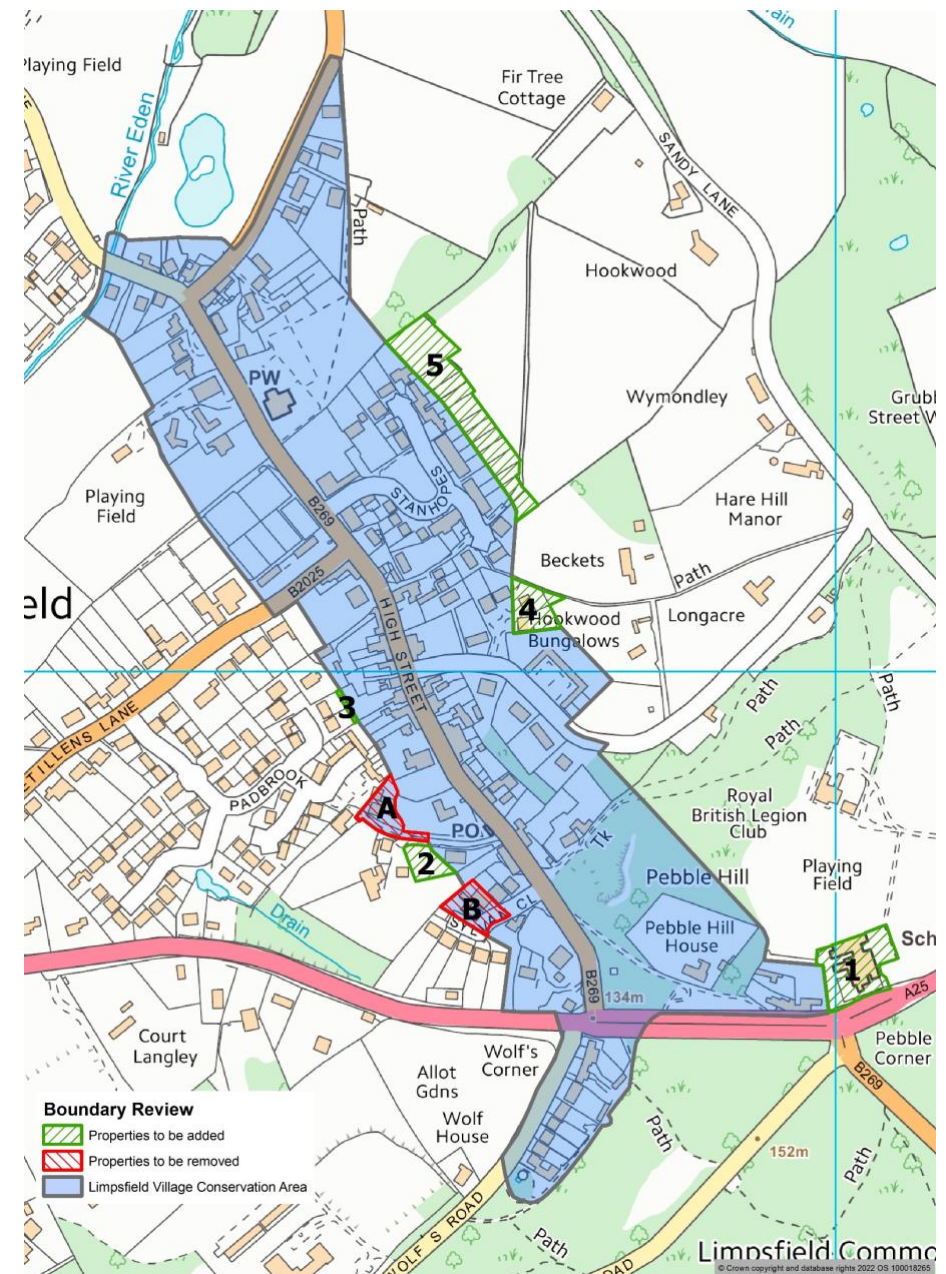 Drain
Playing Field
River Eden
Fir Tree
Cottage
SANDY LANE
Path
Hookwood
5
PW
Wymondley
Grubb
Street W
STANHOPES
Playing
Field
B269
Hare Hill
Manor
Beckets
Path
B2025
eld
4
Hookwood
Bungalows
Longacre
HIGH STREET
3
Path
Path
Path
TILLENS LANE
PADBROOK
A
PO
Royal
British Legion
Club
Tk
2
Playing
Field
Pebble Hill
B
Drain
Pebble Hill
House
Sch
1
B269
134m
A25
Court
Langley
Wolf's
Corner
Pebble
Corner
Allot
Gdns
B269
Wolf
House
Boundary Review
Properties to be added
Properties to be removed
Limpsfield Village Conservation Area
Path
152m
Path
WOLF'S ROAD
Path
ROAD
Limpsfield Commo
© Crown copyright and database rights 2022 OS 100018265